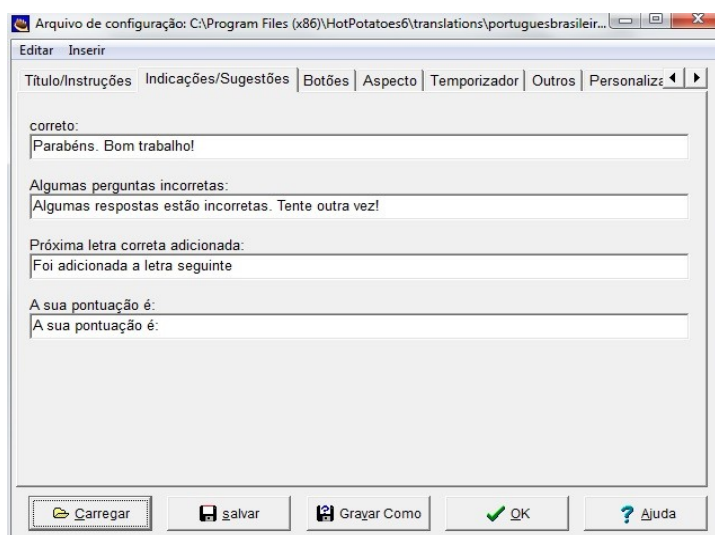 Arquivo de configuração: C:\Program Files (x86)\HotPotatoes6\translations\portuguesbrasileir...
Editar Inserir
Título/Instruções Indicações/Sugestões Botões Aspecto Temporizador Outros Personaliza
correto:
Parabéns. Bom trabalho!
Algumas perguntas incorretas:
Algumas respostas estão incorretas. Tente outra vez!
Próxima letra correta adicionada:
Foi adicionada a letra seguinte
A sua pontuação é:
A sua pontuação é:
Carregar salvar Gravar Como OK Ajuda